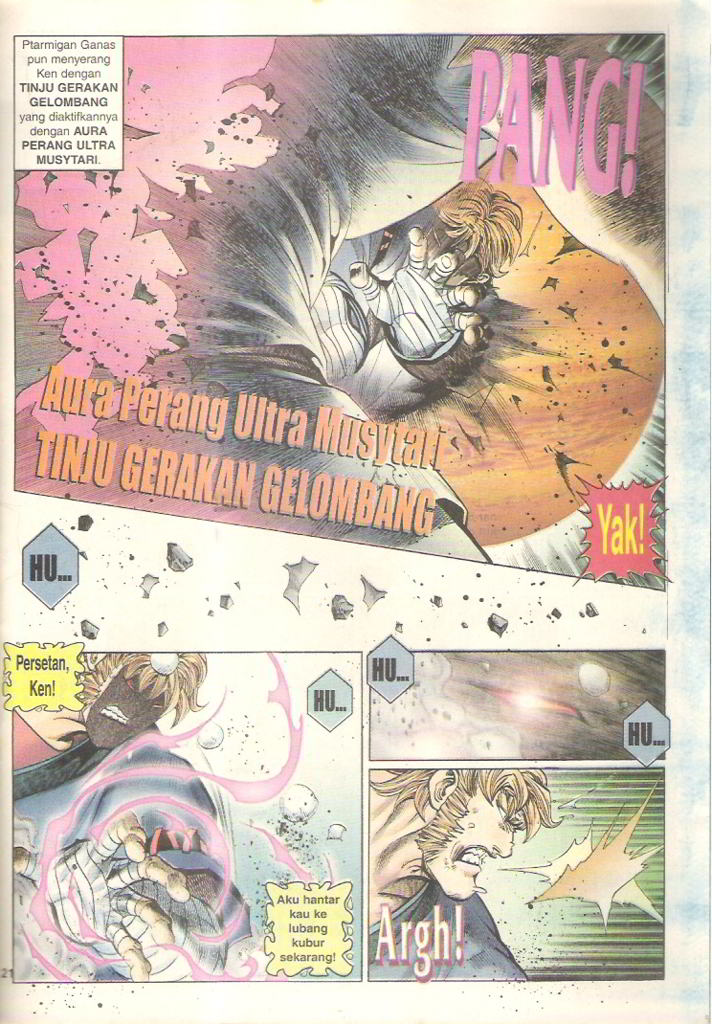 Ptarmigan Ganas
pun menyerang
Ken dengan
TINJU GERAKAN
GELOMBANG
yang diaktifkannya
dengan AURA
PERANG ULTRA
MUSYTARI.
PANG!
Aura Perang Ultra Musytari
TINJU GERAKAN GELOMBANG
Yak!
HU...
Persetan,
Ken!
HU...
Aku hantar
kau ke
lubang
kubur
sekarang!
HU...
HU...
Argh!
21